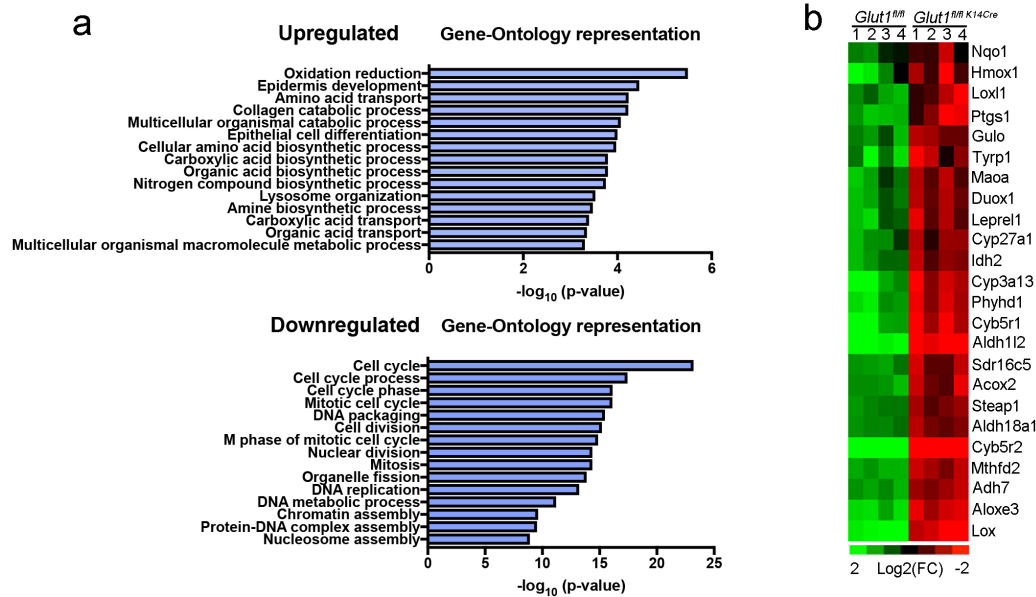 a
Upregulated Gene-Ontology representation
Oxidation reduction
Epidermis development
Amino acid transport
Collagen catabolic process
Multicellular organismal catabolic process
Epithelial cell differentiation
Cellular amino acid biosynthetic process
Carboxylic acid biosynthetic process
Organic acid biosynthetic process
Nitrogen compound biosynthetic process
Lysosome organization
Amine biosynthetic process
Carboxylic acid transport
Organic acid transport
Multicellular organismal macromolecule metabolic process
0 2 4 6
-log10 (p-value)
Downregulated Gene-Ontology representation
Cell cycle
Cell cycle process
Cell cycle phase
Mitotic cell cycle
DNA packaging
Cell division
M phase of mitotic cell cycle
Nuclear division
Mitosis
Organelle fission
DNA replication
DNA metabolic process
Chromatin assembly
Protein-DNA complex assembly
Nucleosome assembly
0 5 10 15 20 25
-log10 (p-value)
b
Glut1fl/fl Glut1fl/fl K14Cre
1 2 3 4 1 2 3 4
Nqo1
Hmox1
Loxl1
Ptgs1
Gulo
Tyrp1
Maoa
Duox1
Leprel1
Cyp27a1
Idh2
Cyp3a13
Phyhd1
Cyb5r1
Aldh1l2
Sdr16c5
Acox2
Steap1
Aldh18a1
Cyb5r2
Mthfd2
Adh7
Aloxe3
Lox
2 Log2(FC) -2